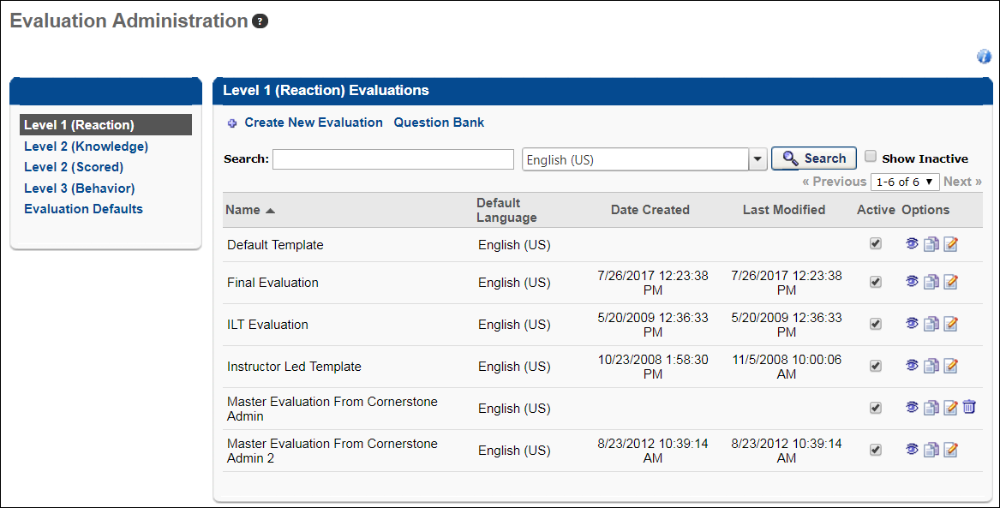 Evaluation Administration ?
Level 1 (Reaction)
Level 2 (Knowledge)
Level 2 (Scored)
Level 3 (Behavior)
Evaluation Defaults
Level 1 (Reaction) Evaluations
Create New Evaluation Question Bank
Search: English (US) Search Show Inactive
« Previous 1-6 of 6 Next »
Name Default Language Date Created Last Modified Active Options
Default Template English (US)
Final Evaluation English (US) 7/26/2017 12:23:38 PM 7/26/2017 12:23:38 PM
ILT Evaluation English (US) 5/20/2009 12:36:33 PM 5/20/2009 12:36:33 PM
Instructor Led Template English (US) 10/23/2008 1:58:30 PM 11/5/2008 10:00:06 AM
Master Evaluation From Cornerstone Admin English (US)
Master Evaluation From Cornerstone Admin 2 English (US) 8/23/2012 10:39:14 AM 8/23/2012 10:39:14 AM